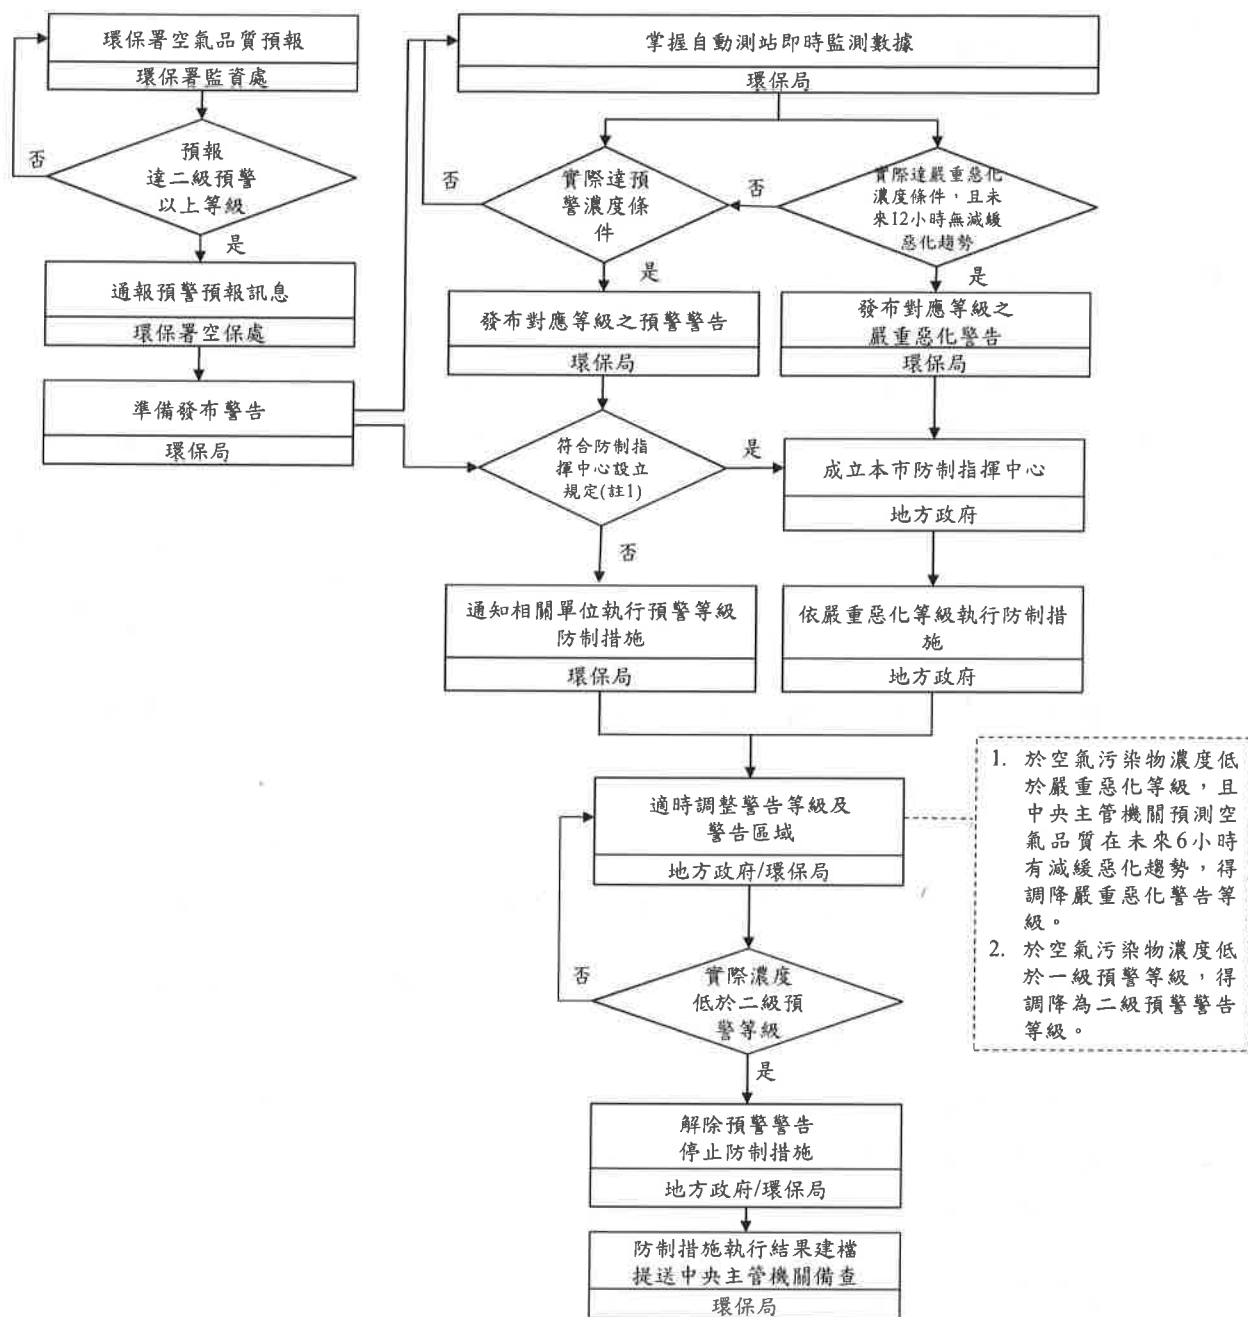 環保署空氣品質預報
環保署監資處
否
預報
達二級預警
以上等級
是
通報預警預報訊息
環保署空保處
準備發布警告
環保局
掌握自動測站即時監測數據
環保局
否
實際達預
警濃度條
件
否
實際達嚴重惡化
濃度條件，且未
來12小時無減緩
惡化趨勢
是
發布對應等級之預警警告
環保局
是
發布對應等級之
嚴重惡化警告
環保局
符合防制指
揮中心設立
規定(註1)
是
成立本市防制指揮中心
地方政府
否
通知相關單位執行預警等級
防制措施
環保局
依嚴重惡化等級執行防制措
施
地方政府
適時調整警告等級及
警告區域
地方政府/環保局
1. 於空氣污染物濃度低
於嚴重惡化等級，且
中央主管機關預測空
氣品質在未來6小時
有減緩惡化趨勢，得
調降嚴重惡化警告等
級。
2. 於空氣污染物濃度低
於一級預警等級，得
調降為二級預警警告
等級。
否
實際濃度
低於二級預
警等級
是
解除預警警告
停止防制措施
地方政府/環保局
防制措施執行結果建檔
提送中央主管機關備查
環保局